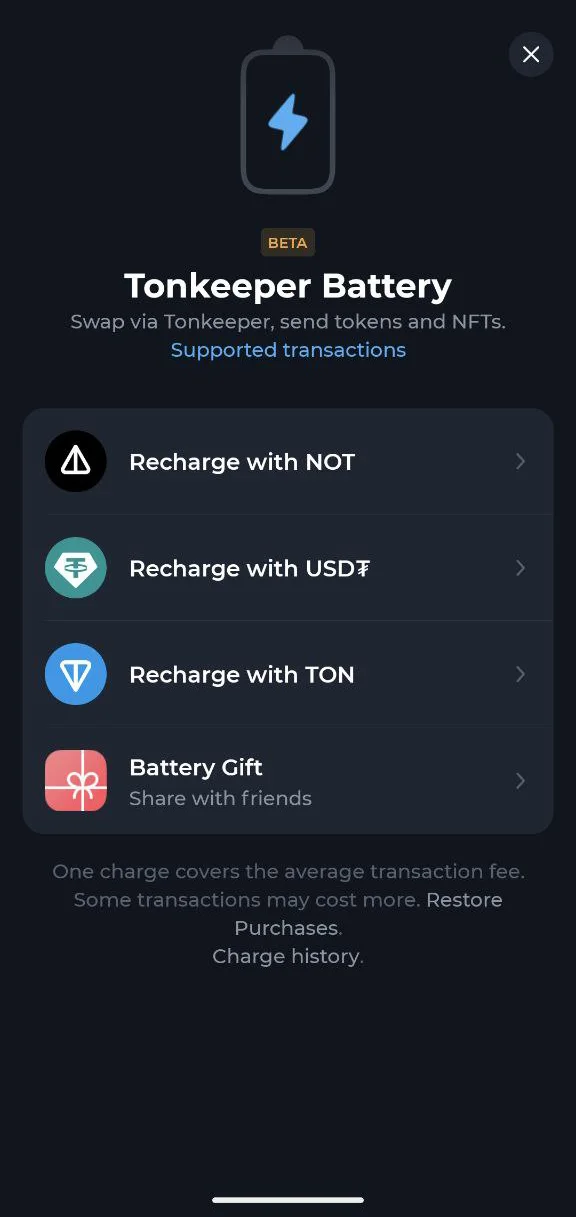 BETA
Tonkeeper Battery
Swap via Tonkeeper, send tokens and NFTs.
Supported transactions
Recharge with NOT
Recharge with USD₮
Recharge with TON
Battery Gift
Share with friends
One charge covers the average transaction fee.
Some transactions may cost more. Restore
Purchases.
Charge history.